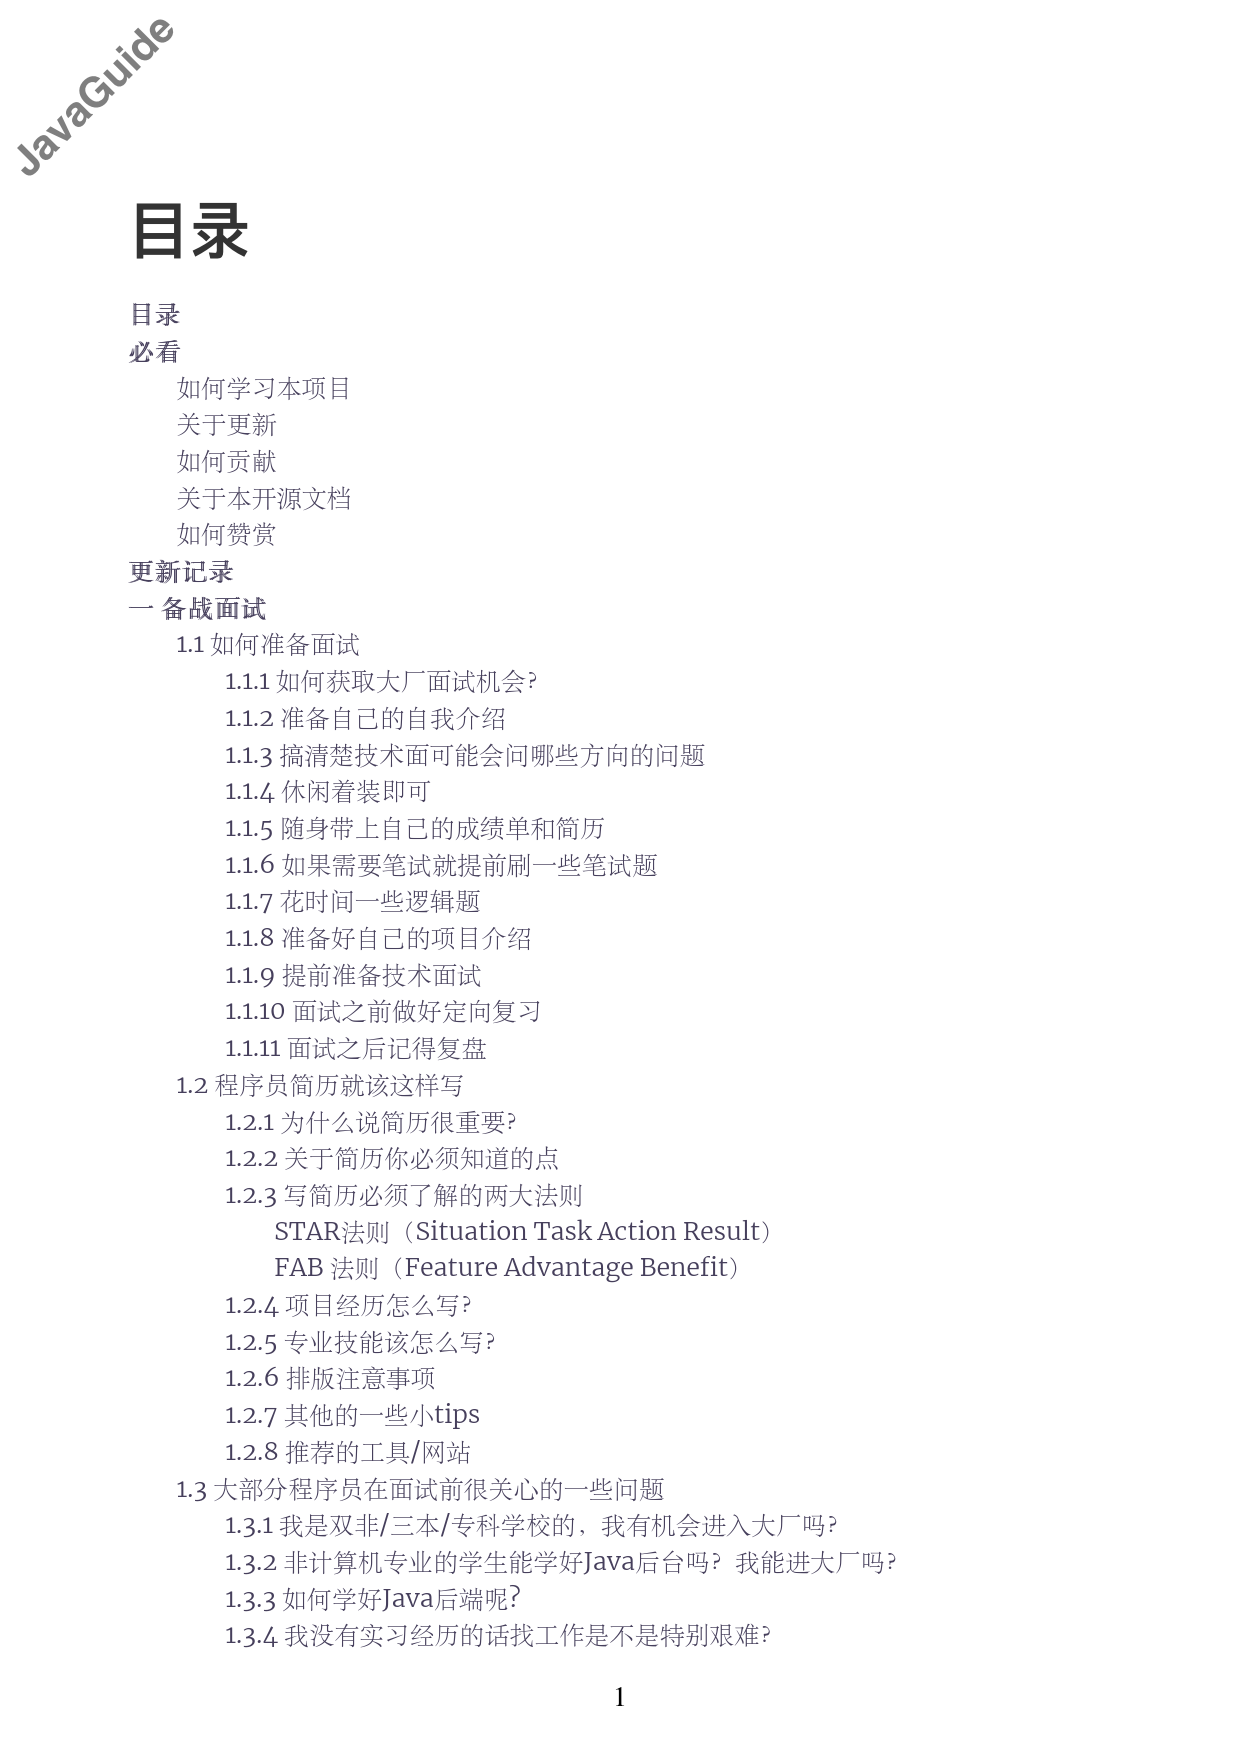 JavaGuide
目录
目录
必看
如何学习本项目
关于更新
如何贡献
关于本开源文档
如何赞赏
更新记录
一 备战面试
1.1 如何准备面试
1.1.1 如何获取大厂面试机会?
1.1.2 准备自己的自我介绍
1.1.3 搞清楚技术面可能会问哪些方向的问题
1.1.4 休闲着装即可
1.1.5 随身带上自己的成绩单和简历
1.1.6 如果需要笔试就提前刷一些笔试题
1.1.7 花时间一些逻辑题
1.1.8 准备好自己的项目介绍
1.1.9 提前准备技术面试
1.1.10 面试之前做好定向复习
1.1.11 面试之后记得复盘
1.2 程序员简历就该这样写
1.2.1 为什么说简历很重要?
1.2.2 关于简历你必须知道的点
1.2.3 写简历必须了解的两大法则
STAR法则（Situation Task Action Result）
FAB 法则（Feature Advantage Benefit）
1.2.4 项目经历怎么写?
1.2.5 专业技能该怎么写?
1.2.6 排版注意事项
1.2.7 其他的一些小tips
1.2.8 推荐的工具/网站
1.3 大部分程序员在面试前很关心的一些问题
1.3.1 我是双非/三本/专科学校的，我有机会进入大厂吗?
1.3.2 非计算机专业的学生能学好Java后台吗？我能进大厂吗?
1.3.3 如何学好Java后端呢?
1.3.4 我没有实习经历的话找工作是不是特别艰难?
1